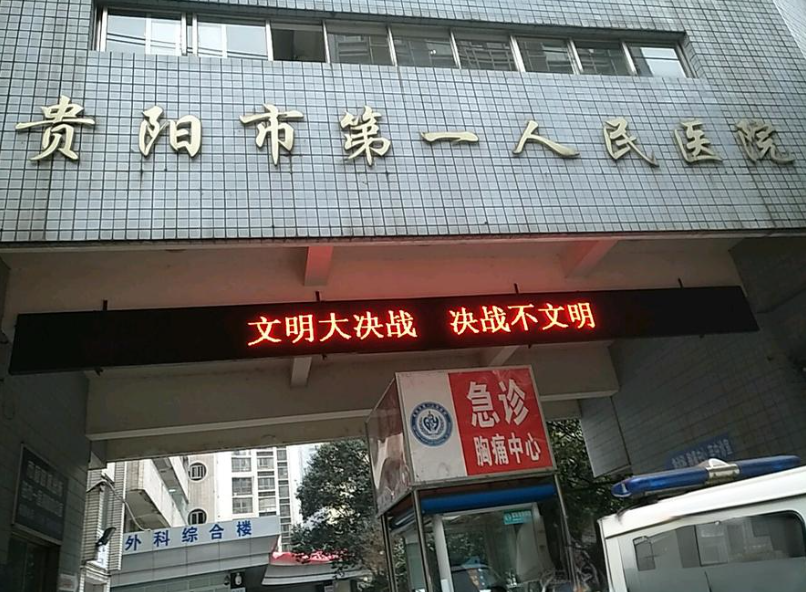 贵阳市第一人民医院
文明大决战 决战不文明
急诊
胸痛中心
外科综合楼